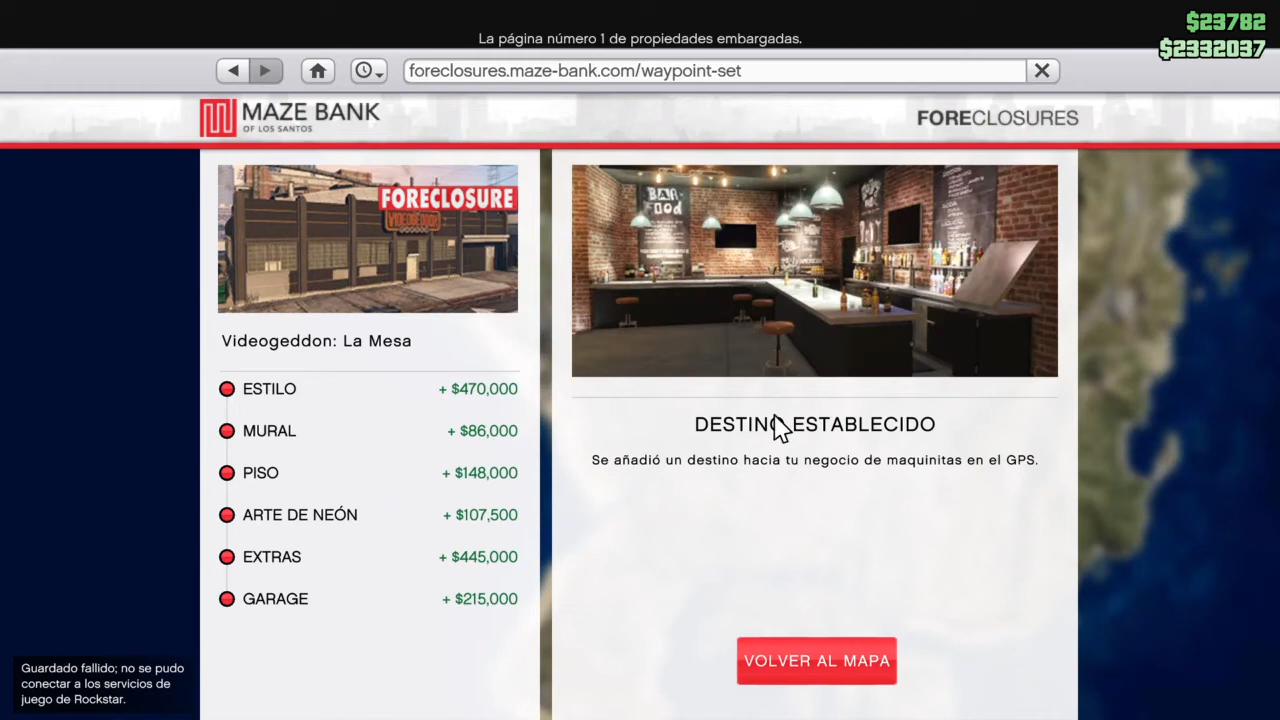 $23782
$2332037
La página número 1 de propiedades embargadas.
foreclosures.maze-bank.com/waypoint-set
MAZE BANK
OF LOS SANTOS
FORECLOSURES
FORECLOSURE
VIDEOGEDDON
Videogeddon: La Mesa
ESTILO + $470,000
MURAL + $86,000
PISO + $148,000
ARTE DE NEÓN + $107,500
EXTRAS + $445,000
GARAGE + $215,000
DESTINO ESTABLECIDO
Se añadió un destino hacia tu negocio de maquinitas en el GPS.
VOLVER AL MAPA
Guardado fallido; no se pudo
conectar a los servicios de
juego de Rockstar.